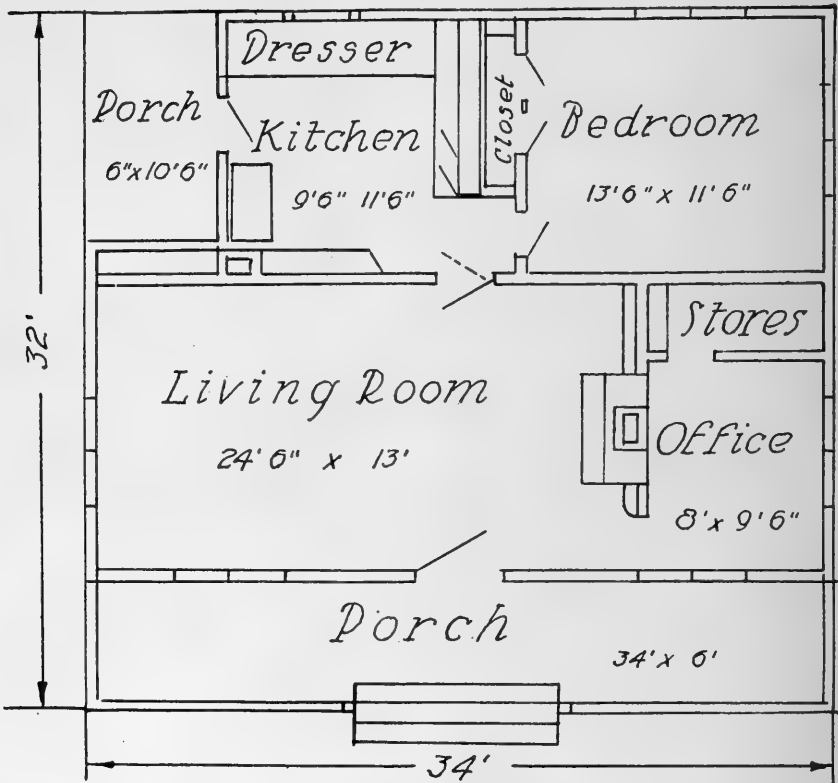 Dresser
Porch
6"x10'6"
Kitchen
9'6" 11'6"
Closet
Bedroom
13'6" x 11'6"
32'
Living Room
24'6" x 13'
Stores
Office
8' x 9'6"
Porch
34' x 6'
34'